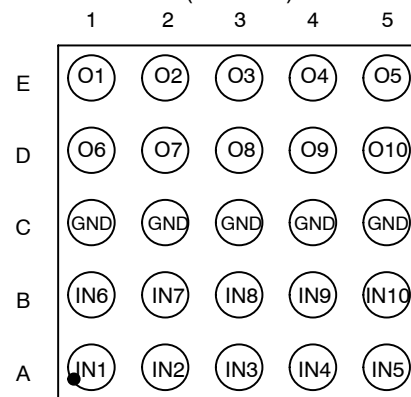 1 2 3 4 5
E O1 O2 O3 O4 O5
D O6 O7 O8 O9 O10
C GND GND GND GND GND
B IN6 IN7 IN8 IN9 IN10
A IN1 IN2 IN3 IN4 IN5